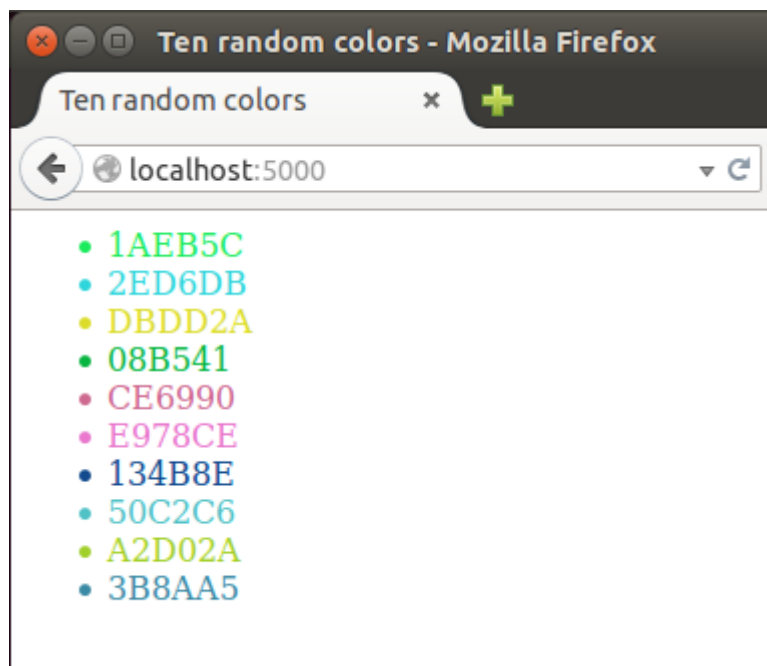 Ten random colors - Mozilla Firefox
Ten random colors
localhost:5000
1AEB5C
2ED6DB
DBDD2A
08B541
CE6990
E978CE
134B8E
50C2C6
A2D02A
3B8AA5